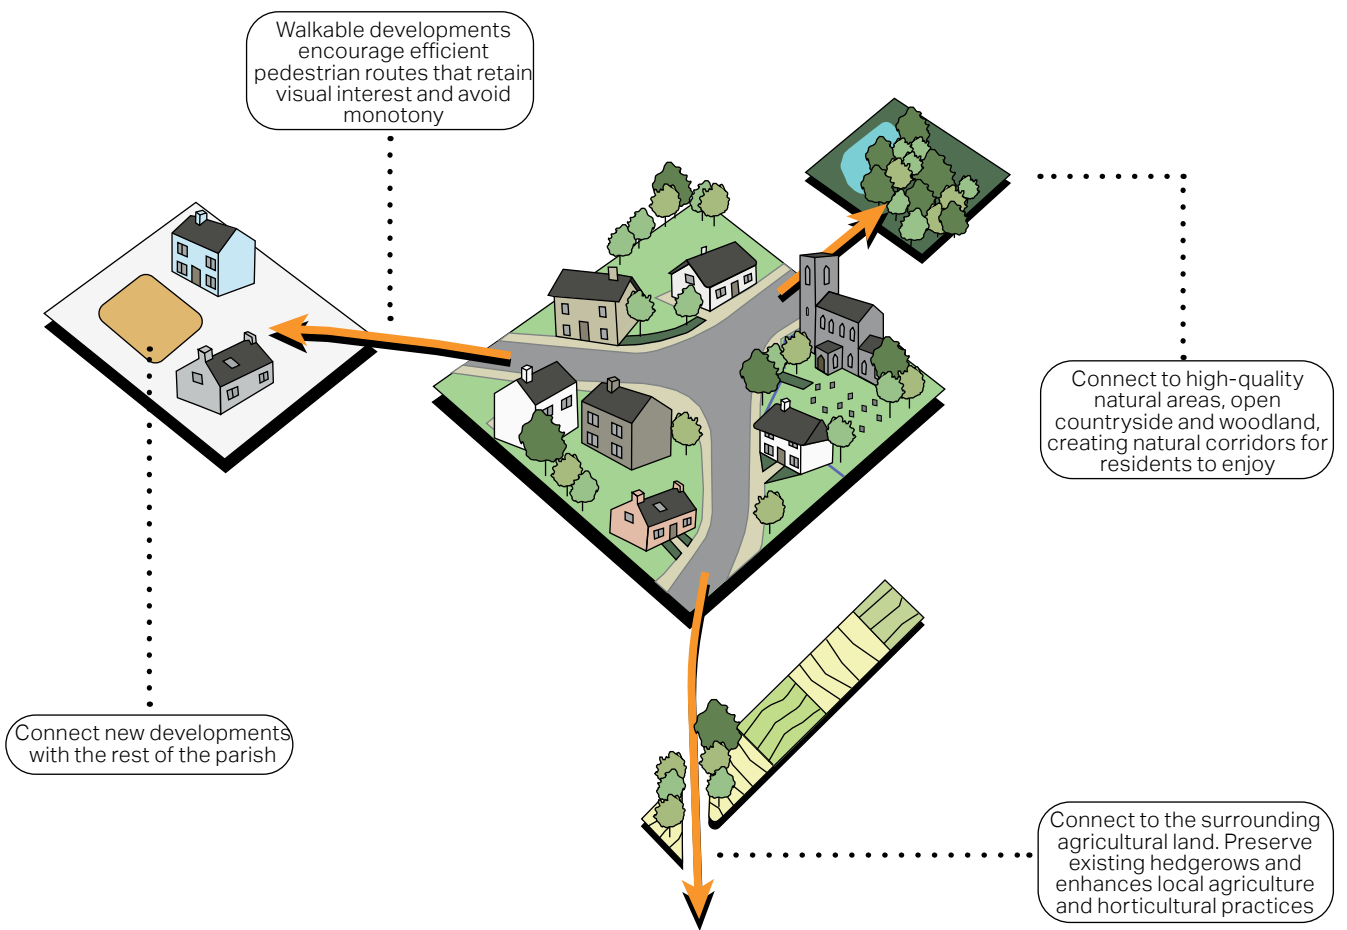 Walkable developments
encourage efficient
pedestrian routes that retain
visual interest and avoid
monotony
Connect to high-quality
natural areas, open
countryside and woodland,
creating natural corridors for
residents to enjoy
Connect new developments
with the rest of the parish
Connect to the surrounding
agricultural land. Preserve
existing hedgerows and
enhances local agriculture
and horticultural practices